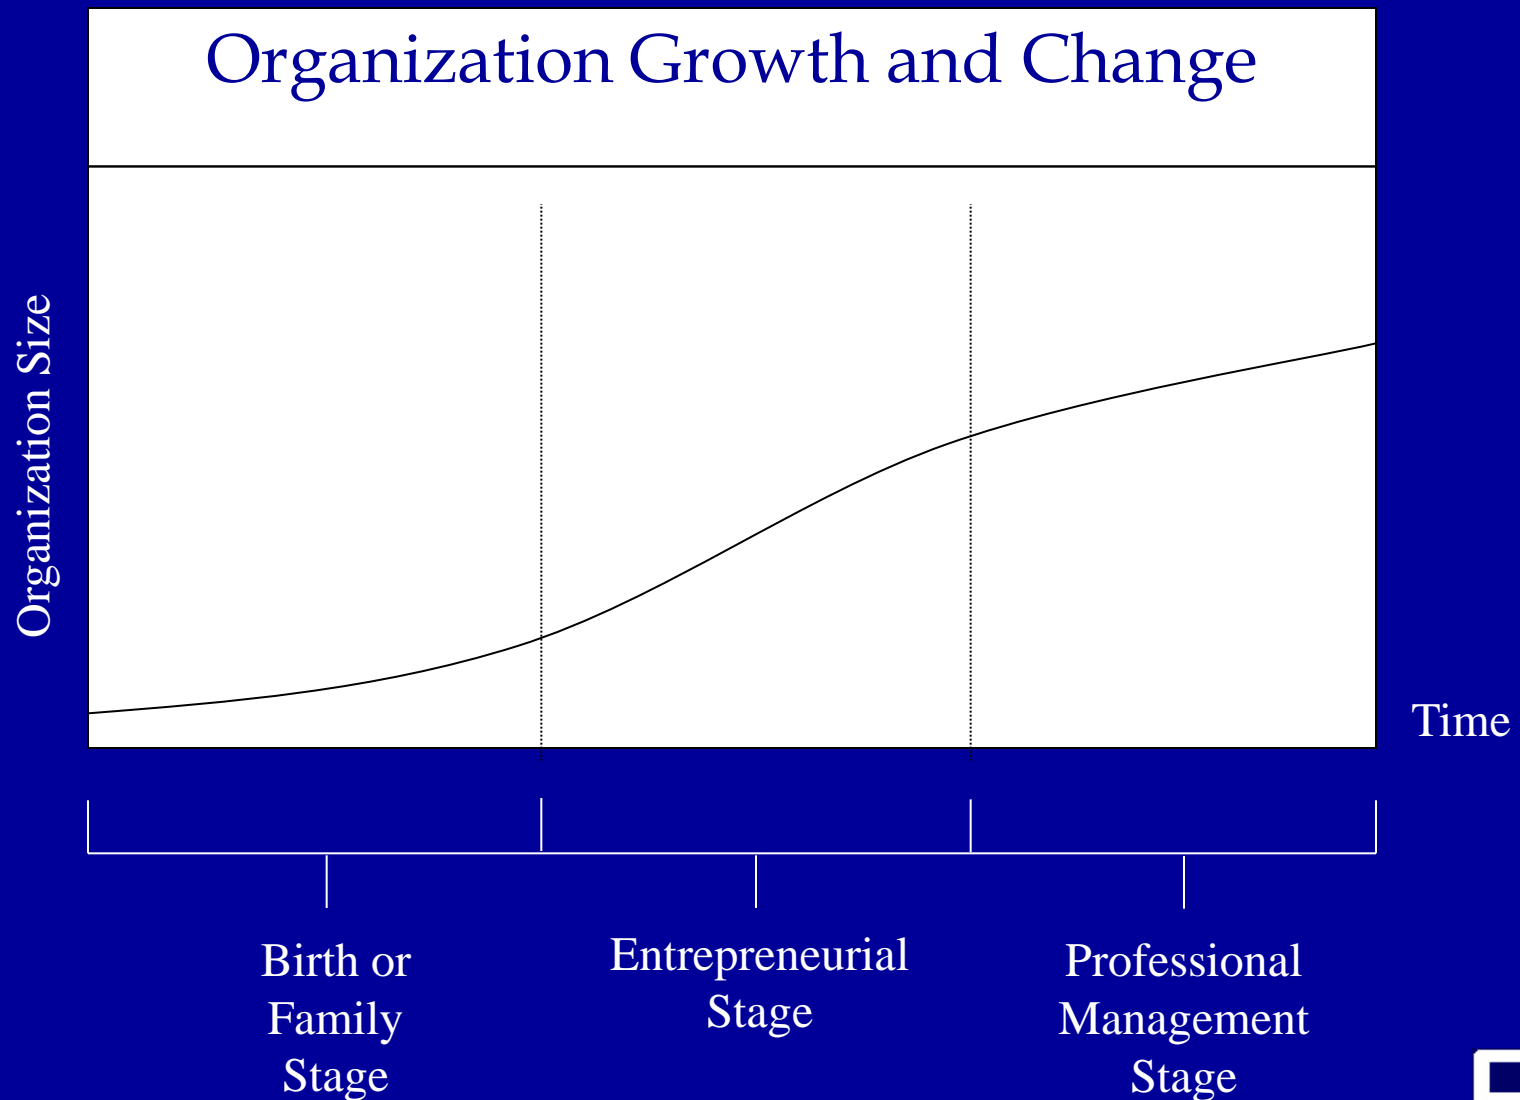 Organization Growth and Change
Organization Size
Time
Birth or
Family
Stage
Entrepreneurial
Stage
Professional
Management
Stage